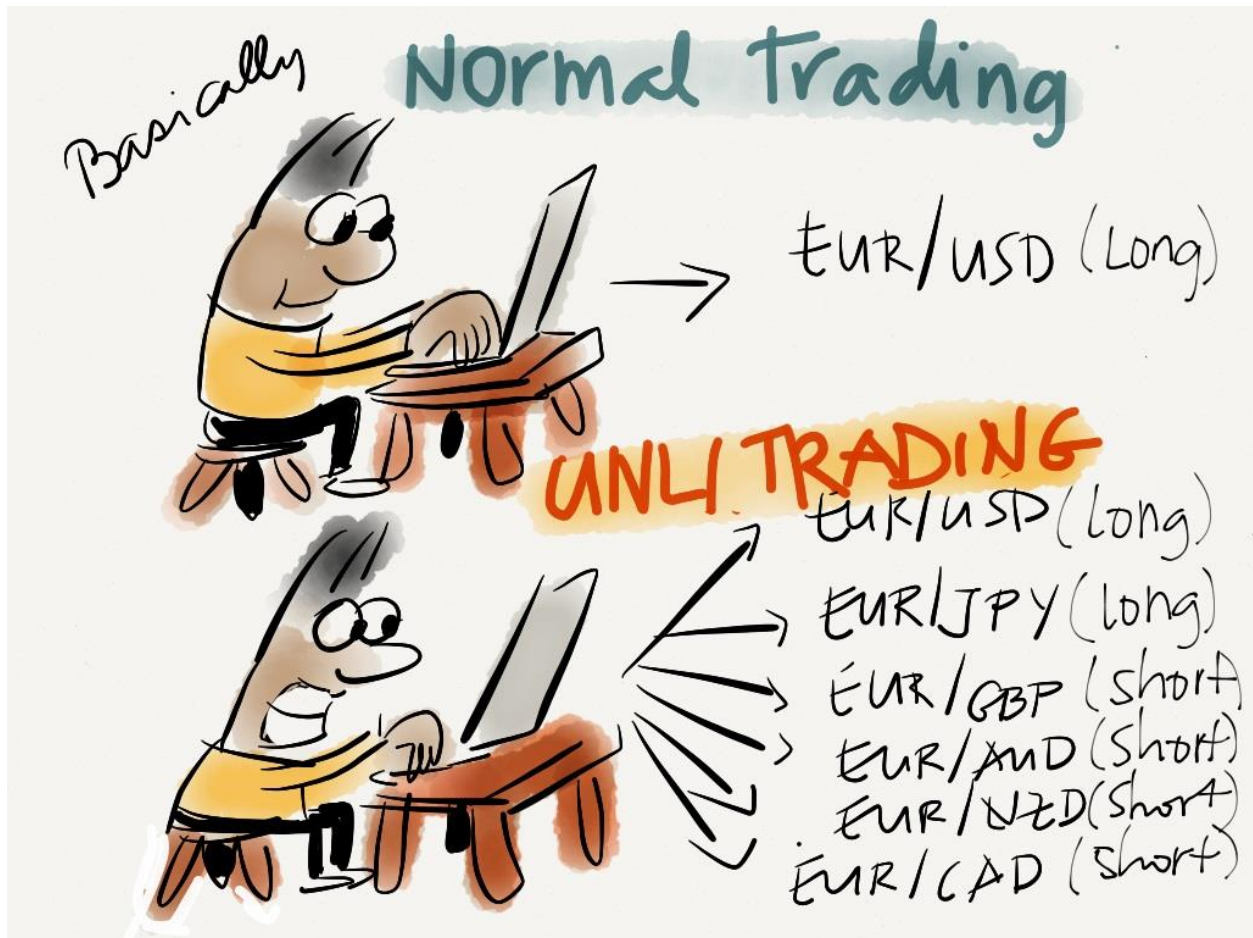 Basically
Normal Trading
EUR/USD (Long)
UNLI TRADING
EUR/USD (long)
EUR/JPY (long)
EUR/GBP (short)
EUR/AUD (short)
EUR/NZD (short)
EUR/CAD (short)